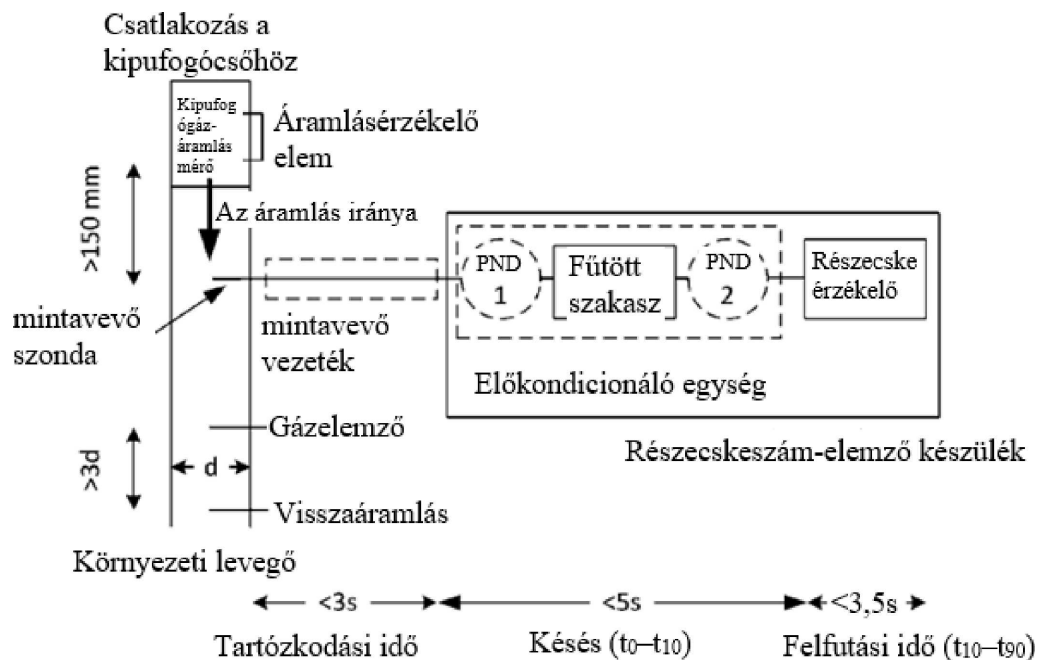 Csatlakozás a
kipufogócsőhöz
Kipufog
ógáz-
áramlás
mérő
Áramlásérzékelő
elem
>150 mm
Az áramlás iránya
PND
1
Fűtött
szakasz
PND
2
Részecske
érzékelő
mintavevő
szonda
mintavevő
vezeték
Előkondicionáló egység
Gázelemző
Részecskeszám-elemző készülék
>3d
d
Visszaáramlás
Környezeti levegő
<3s
<5s
<3,5s
Tartózkodási idő
Késés (t0–t10)
Felfutási idő (t10–t90)